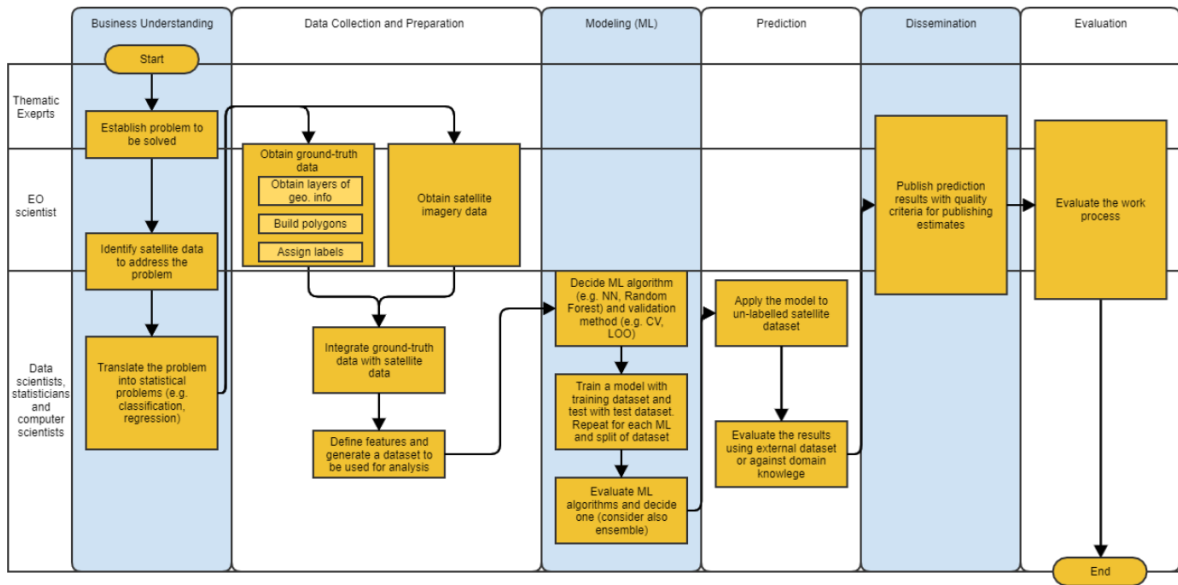 Business Understanding
Data Collection and Preparation
Modeling (ML)
Prediction
Dissemination
Evaluation
Start
Thematic
Exeprts
Establish problem to
be solved
EO
scientist
Identify satellite data
to address the
problem
Data
scientists,
statisticians
and
computer
scientists
Translate the problem
into statistical
problems (e.g.
classification,
regression)
Obtain ground-truth
data
Obtain layers of
geo. info
Build polygons
Assign labels
Obtain satellite
imagery data
Integrate ground-truth
data with satellite
data
Define features and
generate a dataset to
be used for analysis
Decide ML algorithm
(e.g. NN, Random
Forest) and validation
method (e.g. CV,
LOO)
Train a model with
training dataset and
test with test dataset.
Repeat for each ML
and split of dataset
Evaluate ML
algorithms and decide
one (consider also
ensemble)
Apply the model to
un-labelled satellite
dataset
Evaluate the results
using external dataset
or against domain
knowlege
Publish prediction
results with quality
criteria for publishing
estimates
Evaluate the work
process
End